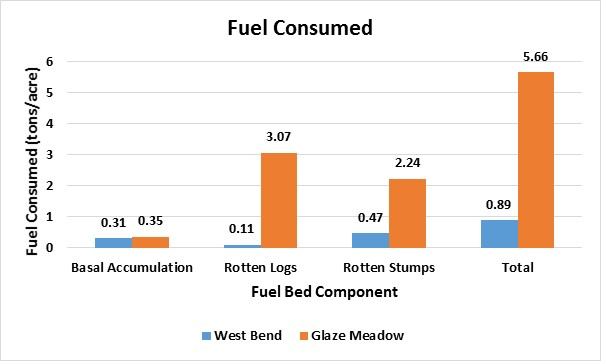 Fuel Consumed
Fuel Consumed (tons/acre)
6
5
4
3
2
1
0
0.31
0.35
0.11
3.07
0.47
2.24
0.89
5.66
Basal Accumulation
Rotten Logs
Rotten Stumps
Total
Fuel Bed Component
West Bend
Glaze Meadow